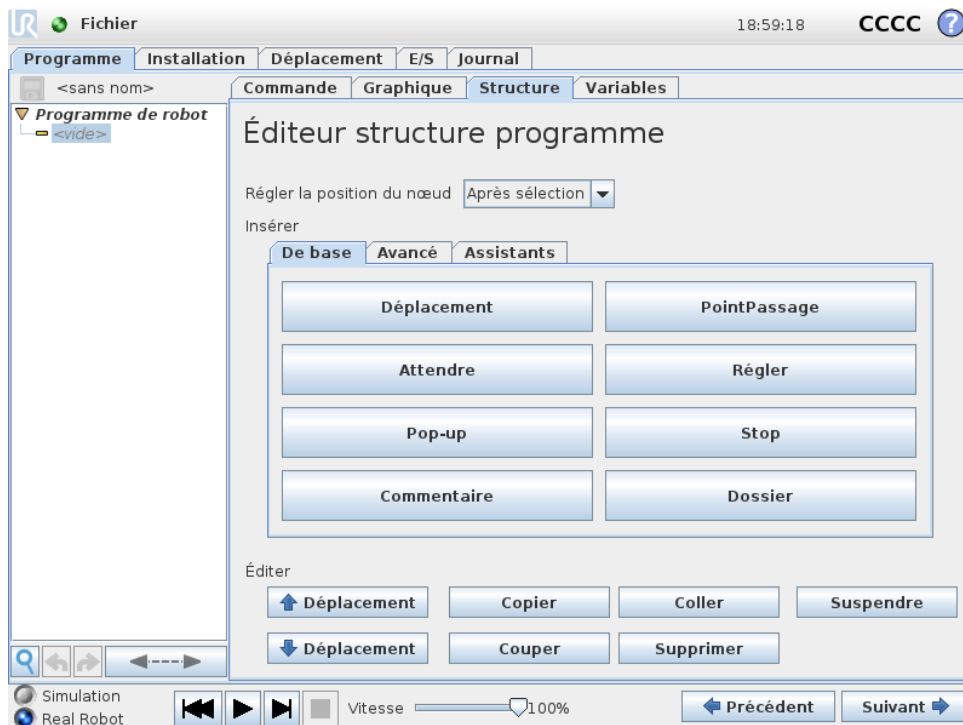 UR Fichier 18:59:18 CCCC ?
Programme Installation Déplacement E/S Journal
<sans nom> Commande Graphique Structure Variables
Programme de robot
<vide>
Éditeur structure programme
Régler la position du nœud Après sélection
Insérer
De base Avancé Assistants
Déplacement PointPassage
Attendre Régler
Pop-up Stop
Commentaire Dossier
Éditer
Déplacement Copier Coller Suspendre
Déplacement Couper Supprimer
Simulation
Real Robot
Vitesse 100% Précédent Suivant